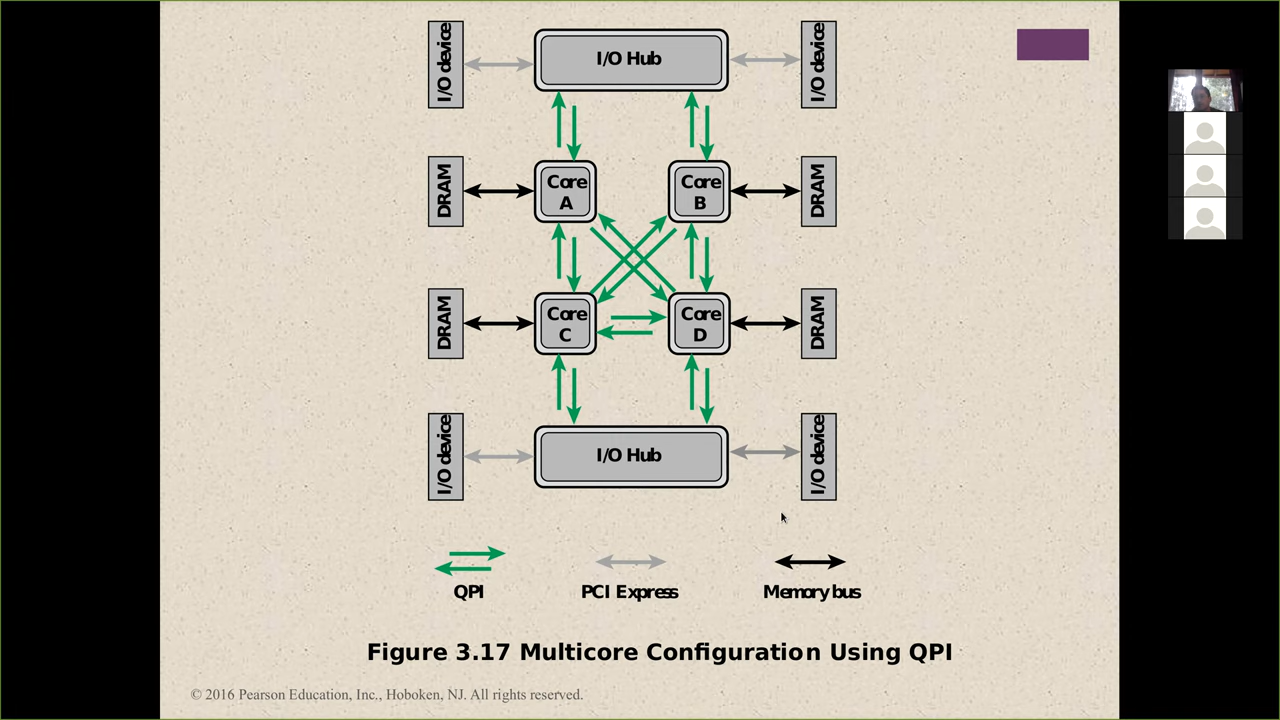 I/O device
I/O Hub
I/O device
DRAM
Core
A
Core
B
DRAM
DRAM
Core
C
Core
D
DRAM
I/O device
I/O Hub
I/O device
QPI
PCI Express
Memory bus
Figure 3.17 Multicore Configuration Using QPI
© 2016 Pearson Education, Inc., Hoboken, NJ. All rights reserved.